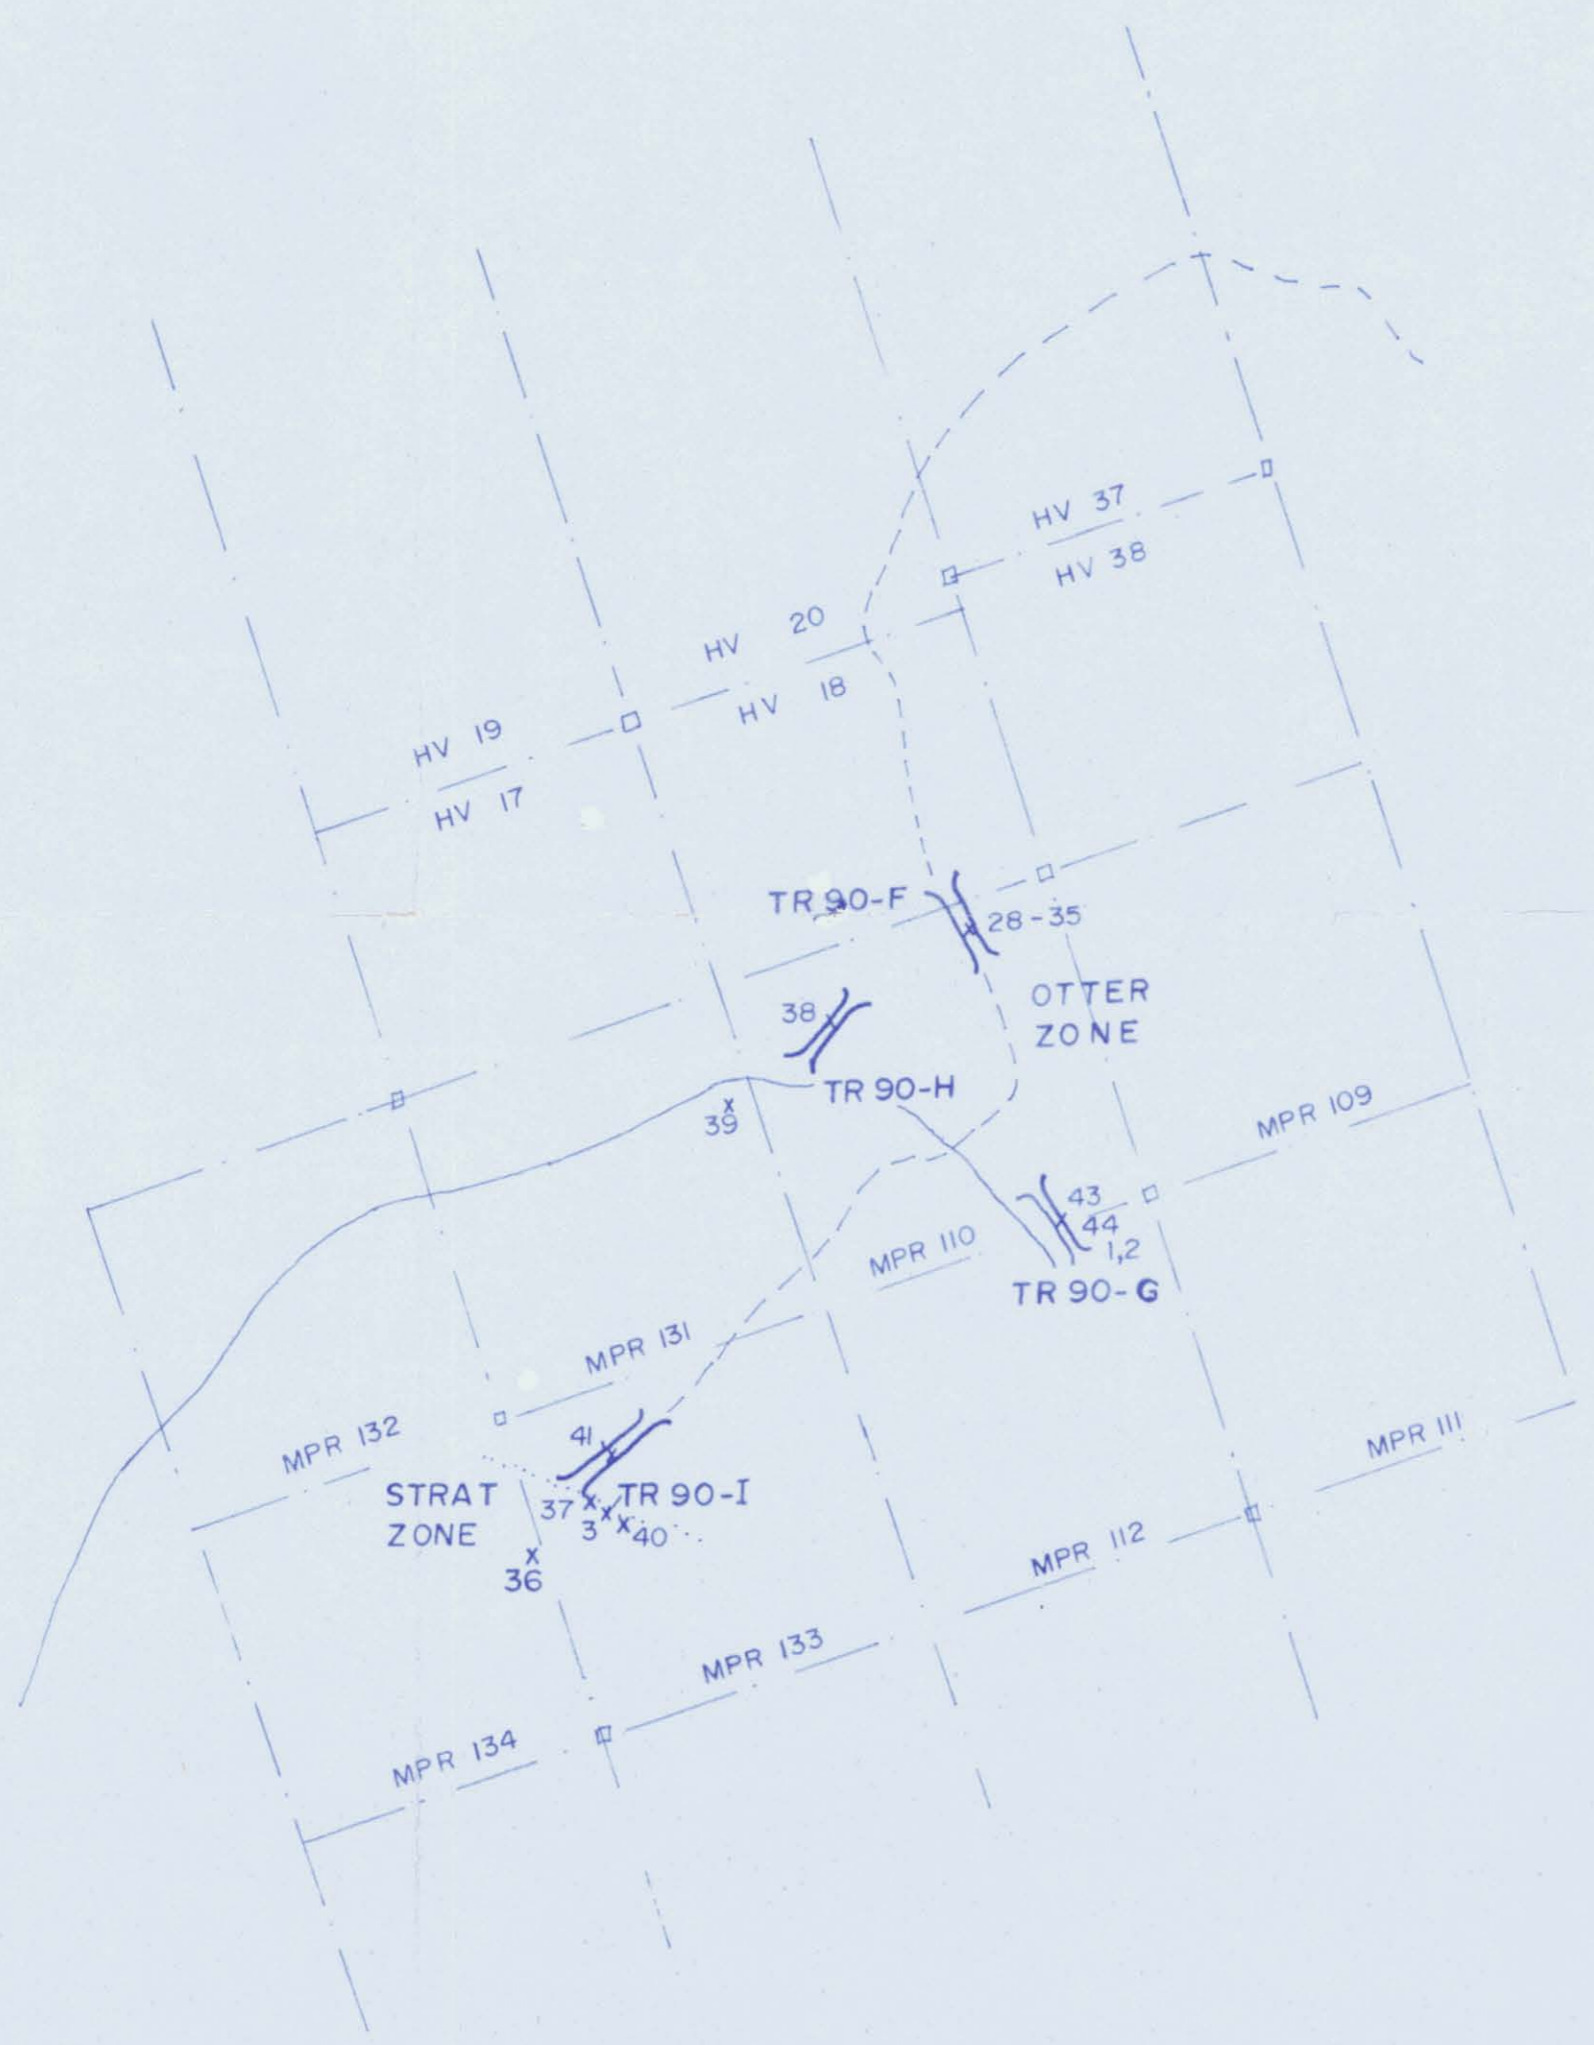 HV 37
HV 38
HV 20
HV 18
HV 19
HV 17
TR 90-F
28-35
OTTER
ZONE
38
TR 90-H
39
MPR 109
43
44
1,2
MPR 110
TR 90-G
MPR 131
MPR 132
41
STRAT
ZONE
37
TR 90-I
3
40
36
MPR 111
MPR 112
MPR 133
MPR 134